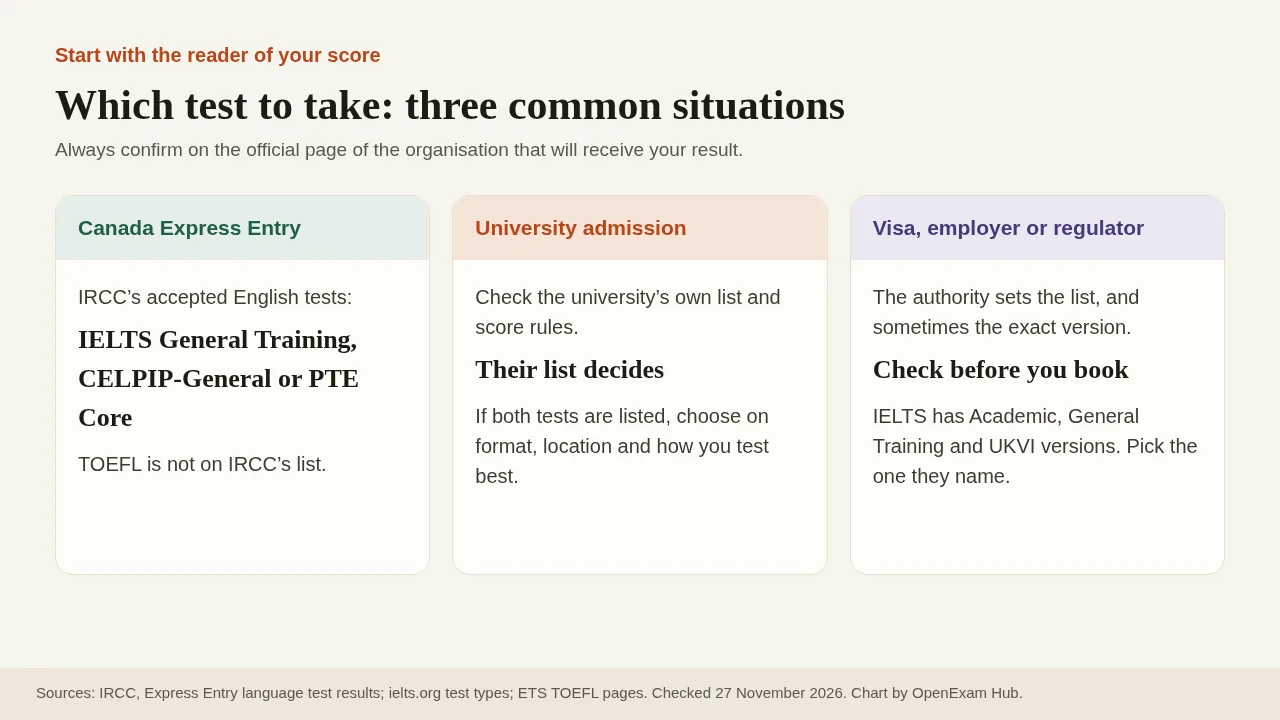 Start with the reader of your score
Which test to take: three common situations
Always confirm on the official page of the organisation that will receive your result.
Canada Express Entry
IRCC’s accepted English tests:
IELTS General Training,
CELPIP-General or PTE
Core
TOEFL is not on IRCC’s list.
University admission
Check the university’s own list and
score rules.
Their list decides
If both tests are listed, choose on
format, location and how you test
best.
Visa, employer or regulator
The authority sets the list, and
sometimes the exact version.
Check before you book
IELTS has Academic, General
Training and UKVI versions. Pick the
one they name.
Sources: IRCC, Express Entry language test results; ielts.org test types; ETS TOEFL pages. Checked 27 November 2026. Chart by OpenExam Hub.